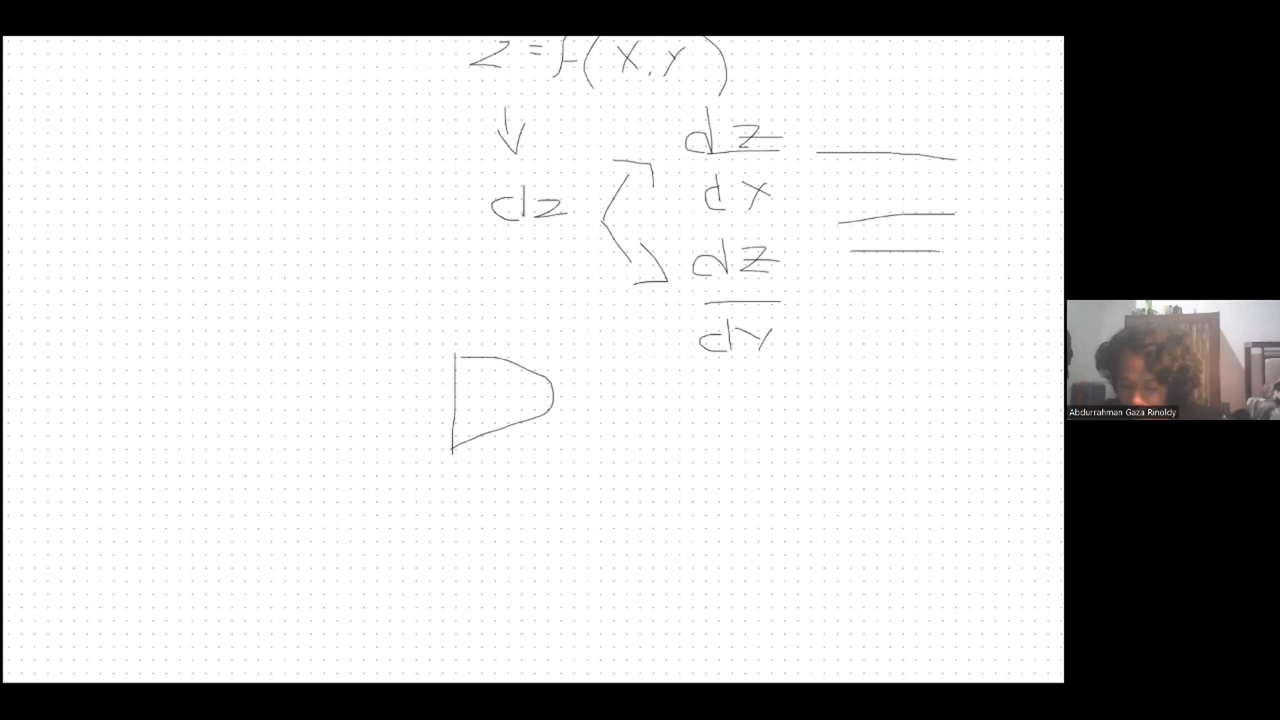 z = f(x,y)
dz
dx
dz
dz
dy
Abdurrahman Gaza Rinoldy